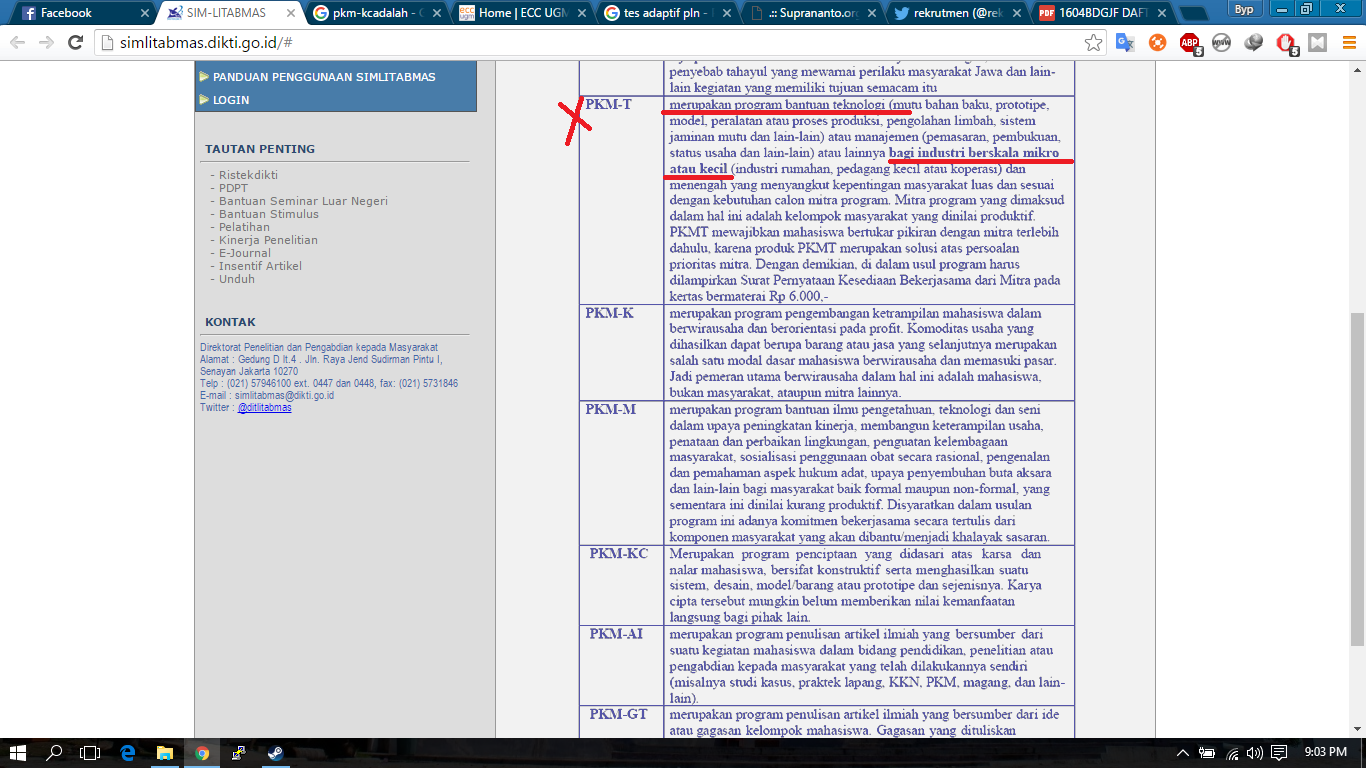 Facebook
SIM-LITABMAS
pkm-kcadalah - G
Home | ECC UGM
tes adaptif pln -
.:: Suprananto.or
rekrutmen (@rek
1604BDGJF DAFT
Byp
simlitabmas.dikti.go.id/#
PANDUAN PENGGUNAAN SIMLITABMAS
LOGIN
TAUTAN PENTING
- Ristekdikti
- PDPT
- Bantuan Seminar Luar Negeri
- Bantuan Stimulus
- Pelatihan
- Kinerja Penelitian
- E-Journal
- Insentif Artikel
- Unduh
KONTAK
Direktorat Penelitian dan Pengabdian kepada Masyarakat
Alamat : Gedung D lt.4 . Jln. Raya Jend Sudirman Pintu I,
Senayan Jakarta 10270
Telp : (021) 57946100 ext. 0447 dan 0448, fax: (021) 5731846
E-mail : simlitabmas@dikti.go.id
Twitter : @ditlitabmas
penyebab tahayul yang mewarnai perilaku masyarakat Jawa dan lain-
lain kegiatan yang memiliki tujuan semacam itu
PKM-T
merupakan program bantuan teknologi (mutu bahan baku, prototipe,
model, peralatan atau proses produksi, pengolahan limbah, sistem
jaminan mutu dan lain-lain) atau manajemen (pemasaran, pembukuan,
status usaha dan lain-lain) atau lainnya bagi industri berskala mikro
atau kecil (industri rumahan, pedagang kecil atau koperasi) dan
menengah yang menyangkut kepentingan masyarakat luas dan sesuai
dengan kebutuhan calon mitra program. Mitra program yang dimaksud
dalam hal ini adalah kelompok masyarakat yang dinilai produktif.
PKMT mewajibkan mahasiswa bertukar pikiran dengan mitra terlebih
dahulu, karena produk PKMT merupakan solusi atas persoalan
prioritas mitra. Dengan demikian, di dalam usul program harus
dilampirkan Surat Pernyataan Kesediaan Bekerjasama dari Mitra pada
kertas bermaterai Rp 6.000,-
PKM-K
merupakan program pengembangan ketrampilan mahasiswa dalam
berwirausaha dan berorientasi pada profit. Komoditas usaha yang
dihasilkan dapat berupa barang atau jasa yang selanjutnya merupakan
salah satu modal dasar mahasiswa berwirausaha dan memasuki pasar.
Jadi pemeran utama berwirausaha dalam hal ini adalah mahasiswa,
bukan masyarakat, ataupun mitra lainnya.
PKM-M
merupakan program bantuan ilmu pengetahuan, teknologi dan seni
dalam upaya peningkatan kinerja, membangun keterampilan usaha,
penataan dan perbaikan lingkungan, penguatan kelembagaan
masyarakat, sosialisasi penggunaan obat secara rasional, pengenalan
dan pemahaman aspek hukum adat, upaya penyembuhan buta aksara
dan lain-lain bagi masyarakat baik formal maupun non-formal, yang
sementara ini dinilai kurang produktif. Disyaratkan dalam usulan
program ini adanya komitmen bekerjasama secara tertulis dari
komponen masyarakat yang akan dibantu/menjadi khalayak sasaran.
PKM-KC
Merupakan program penciptaan yang didasari atas karsa dan
nalar mahasiswa, bersifat konstruktif serta menghasilkan suatu
sistem, desain, model/barang atau prototipe dan sejenisnya. Karya
cipta tersebut mungkin belum memberikan nilai kemanfaatan
langsung bagi pihak lain.
PKM-AI
merupakan program penulisan artikel ilmiah yang bersumber dari
suatu kegiatan mahasiswa dalam bidang pendidikan, penelitian atau
pengabdian kepada masyarakat yang telah dilakukannya sendiri
(misalnya studi kasus, praktek lapang, KKN, PKM, magang, dan lain-
lain).
PKM-GT
merupakan program penulisan artikel ilmiah yang bersumber dari ide
atau gagasan kelompok mahasiswa. Gagasan yang dituliskan
9:03 PM